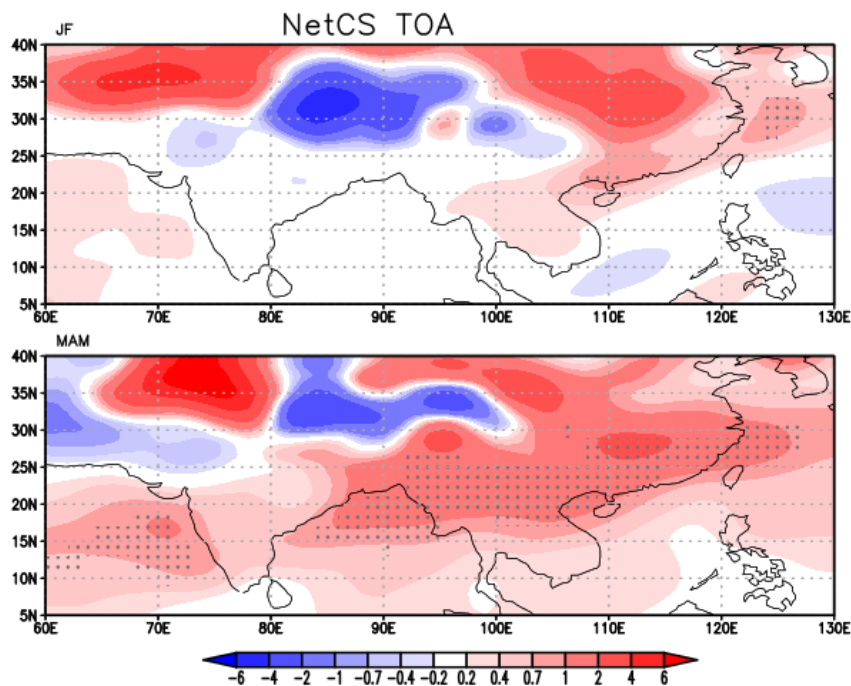 JF
NetCS TOA
40N
35N
30N
25N
20N
15N
10N
5N
60E 70E 80E 90E 100E 110E 120E 130E
MAM
40N
35N
30N
25N
20N
15N
10N
5N
60E 70E 80E 90E 100E 110E 120E 130E
-6 -4 -2 -1 -0.7 -0.4 -0.2 0.2 0.4 0.7 1 2 4 6